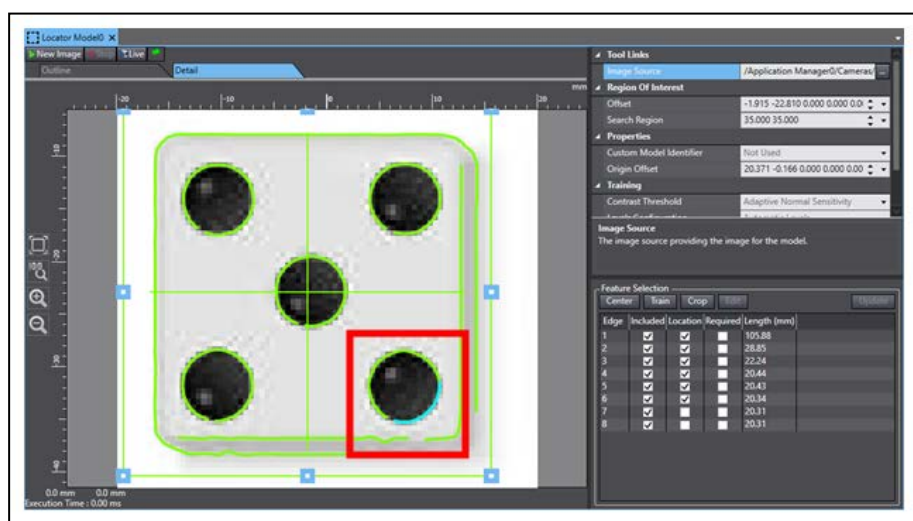 Locator Model0
New Image Stop Live
Outline Detail
mm
-20 -10 0 10 20
-10
-20
-30
-40
0.0 mm 0.0 mm
Execution Time : 0.00 ms
Tool Links
Image Source /Application Manager0/Cameras/ ...
Region Of Interest
Offset -1.915 -22.810 0.000 0.000 0.0(
Search Region 35.000 35.000
Properties
Custom Model Identifier Not Used
Origin Offset 20.371 -0.166 0.000 0.000 0.00
Training
Contrast Threshold Adaptive Normal Sensitivity
Image Source
The image source providing the image for the model.
Feature Selection
Center Train Crop Edit Update
Edge Included Location Required Length (mm)
1 105.88
2 28.85
3 22.24
4 20.44
5 20.43
6 20.34
7 20.31
8 20.31